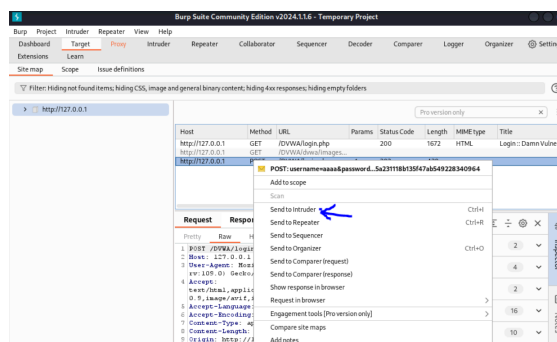 Burp Suite Community Edition v2024.1.1.6 - Temporary Project
Burp Project Intruder Repeater View Help
Dashboard Target Proxy Intruder Repeater Collaborator Sequencer Decoder Comparer Logger Organizer Settin
Extensions Learn
Site map Scope Issue definitions
Filter: Hiding not found items; hiding CSS, image and general binary content; hiding 4xx responses; hiding empty folders
http://127.0.0.1
Pro version only
Host Method URL Params Status Code Length MIME type Title
http://127.0.0.1 GET /DVWA/login.php 200 1672 HTML Login :: Damn Vulne
http://127.0.0.1 GET /DVWA/dvwa/images...
http://127.0.0.1
POST: username=aaaa&password...5a231118b135f47ab549228340964
Add to scope
Scan
Send to Intruder Ctrl+I
Send to Repeater Ctrl+R
Send to Sequencer
Send to Organizer Ctrl+O
Send to Comparer (request)
Send to Comparer (response)
Show response in browser
Request in browser
Engagement tools [Pro version only]
Compare site maps
Add notes
Request Respor
Pretty Raw H
1 POST /DVWA/login
2 Host: 127.0.0.1
3 User-Agent: Mozi
rv:109.0) Gecko/
4 Accept:
text/html,applic
0.9,image/avif,i
5 Accept-Language:
6 Accept-Encoding:
7 Content-Type: ap
8 Content-Length:
9 Origin: http://1
2
4
2
16
10